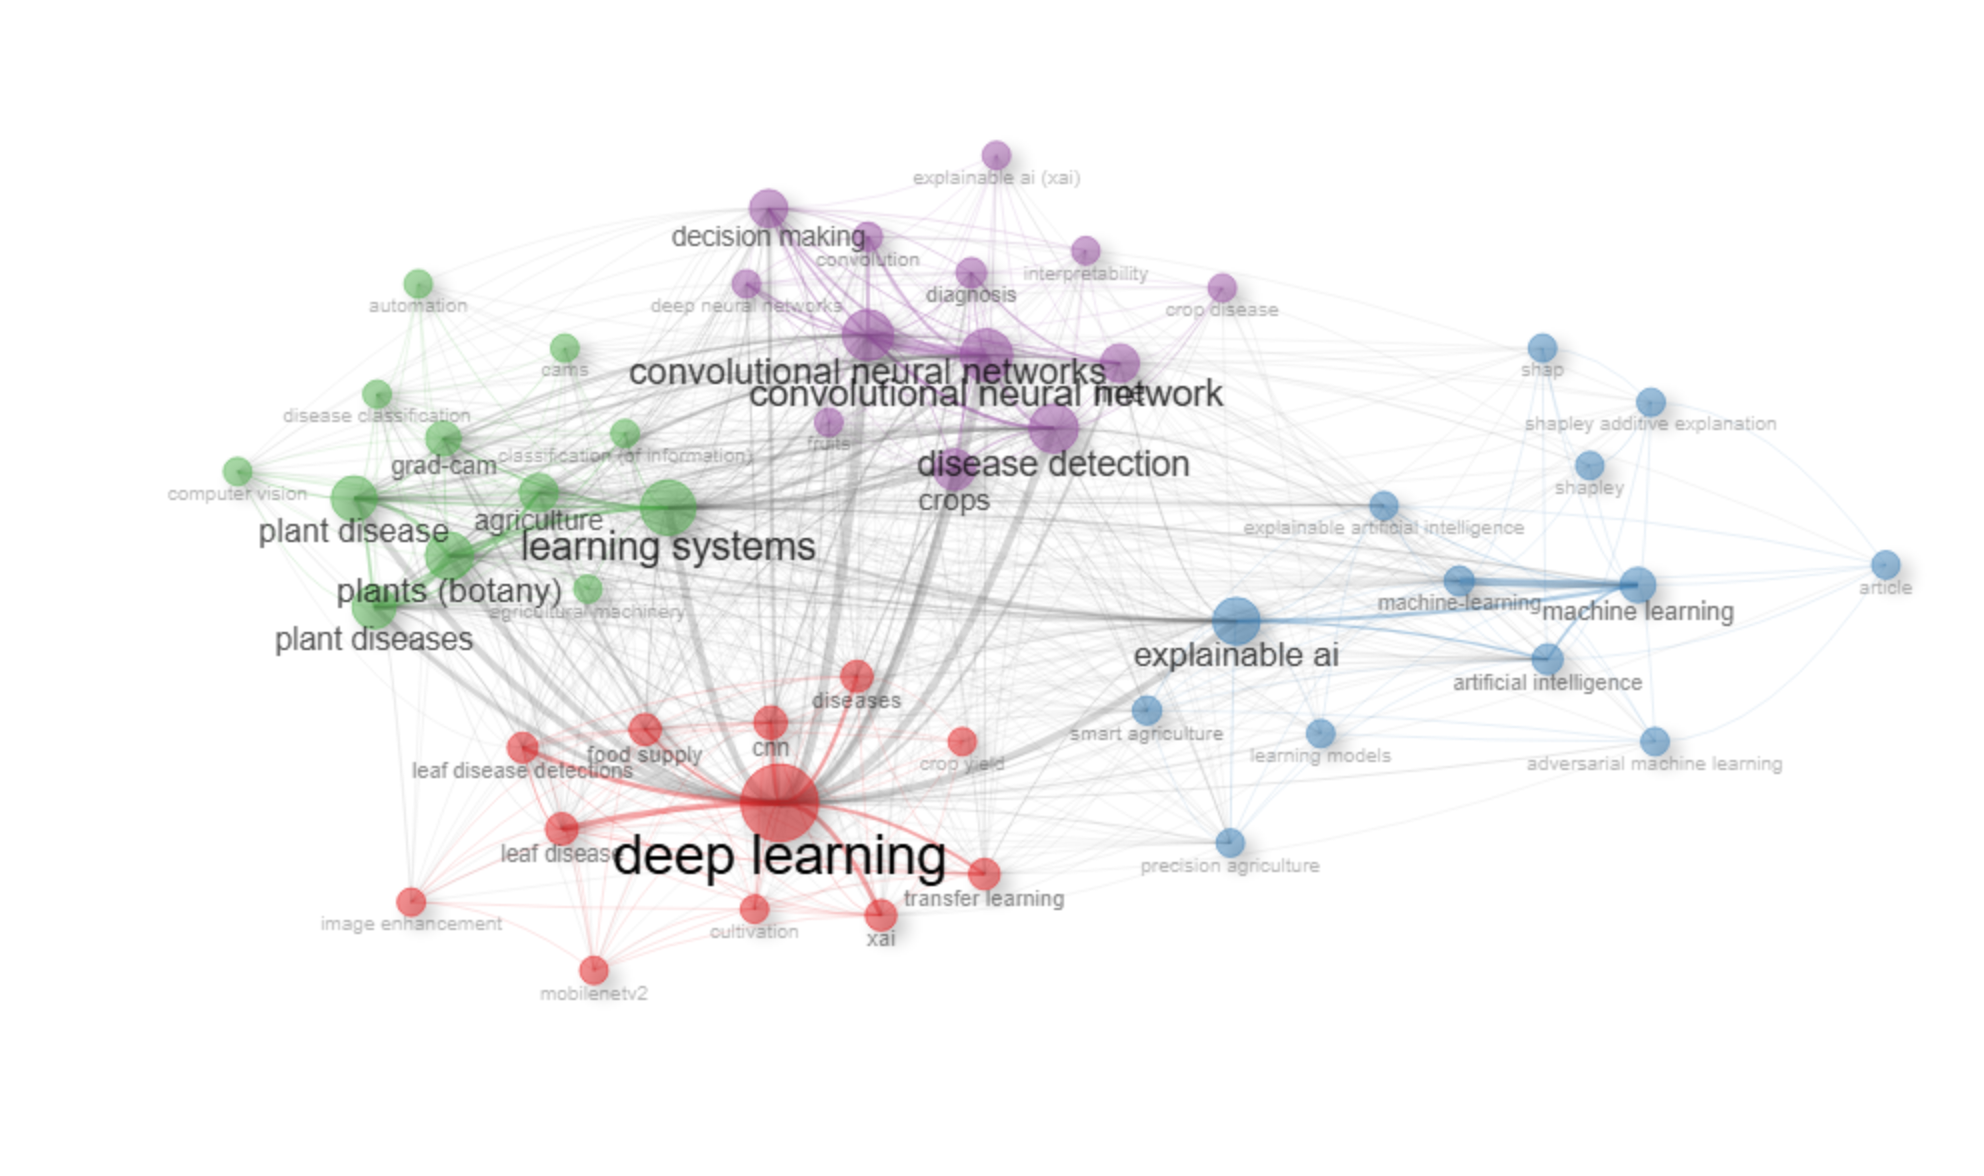 explainable ai (xai)
decision making
convolution
interpretability
diagnosis
deep neural networks
automation
crop disease
cams
convolutional neural networks
shap
convolutional neural network
disease classification
shapley additive explanation
fruits
classification (of information)
grad-cam
disease detection
computer vision
shapley
crops
agriculture
explainable artificial intelligence
plant disease
learning systems
article
plants (botany)
machine-learning
agricultural machinery
machine learning
plant diseases
explainable ai
artificial intelligence
diseases
smart agriculture
cnn
food supply
learning models
crop yield
adversarial machine learning
leaf disease detections
leaf disease
deep learning
precision agriculture
transfer learning
image enhancement
cultivation
xai
mobilenetv2